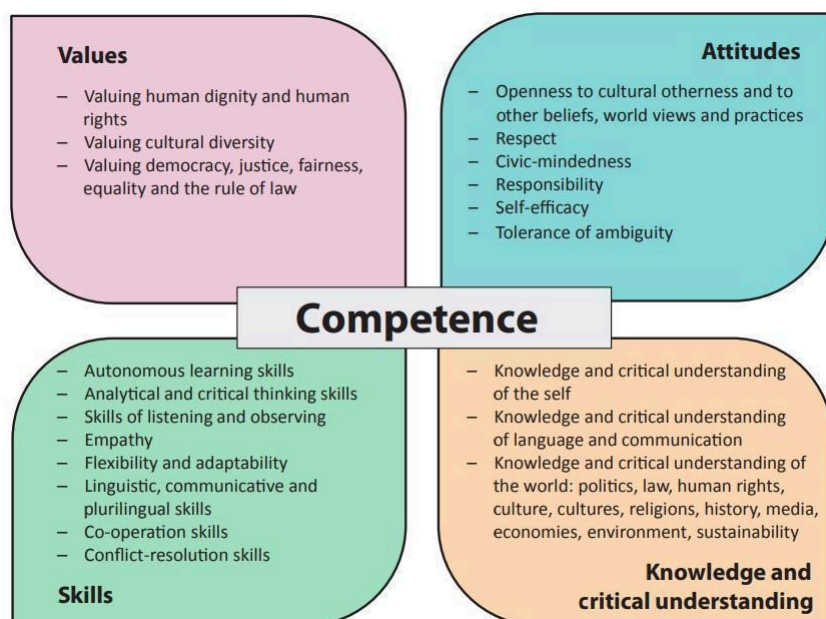 Values
– Valuing human dignity and human
rights
– Valuing cultural diversity
– Valuing democracy, justice, fairness,
equality and the rule of law
Attitudes
– Openness to cultural otherness and to
other beliefs, world views and practices
– Respect
– Civic-mindedness
– Responsibility
– Self-efficacy
– Tolerance of ambiguity
Competence
– Autonomous learning skills
– Analytical and critical thinking skills
– Skills of listening and observing
– Empathy
– Flexibility and adaptability
– Linguistic, communicative and
plurilingual skills
– Co-operation skills
– Conflict-resolution skills
Skills
– Knowledge and critical understanding
of the self
– Knowledge and critical understanding
of language and communication
– Knowledge and critical understanding of
the world: politics, law, human rights,
culture, cultures, religions, history, media,
economies, environment, sustainability
Knowledge and
critical understanding